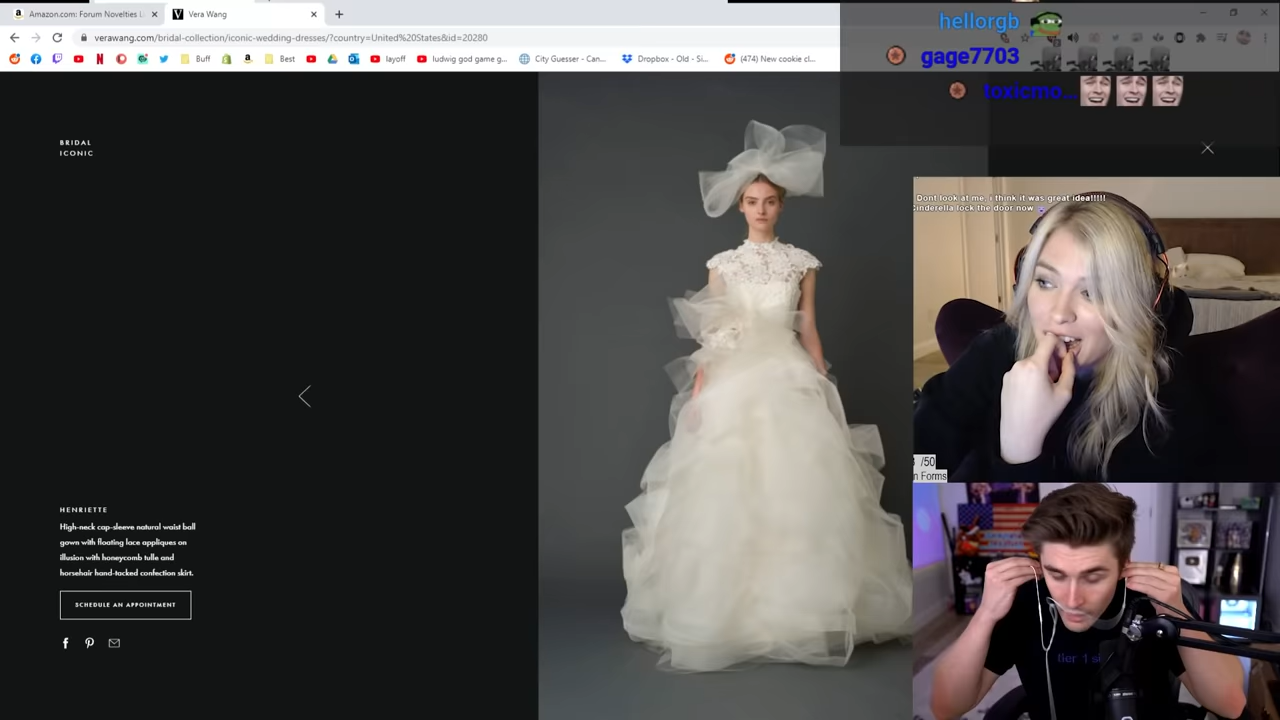 Amazon.com: Forum Novelties Li
Vera Wang
verawang.com/bridal-collection/iconic-wedding-dresses/?country=United%20States&id=20280
Buff
Best
layoff
ludwig god game g...
City Guesser - Can...
Dropbox - Old - Si...
(474) New cookie cl...
hellorgb
gage7703
toxicmo...
BRIDAL
ICONIC
Dont look at me, i think it was great idea!!!!!
Cinderella lock the door now
/50
n Forms
HENRIETTE
High-neck cap-sleeve natural waist ball
gown with floating lace appliques on
illusion with honeycomb tulle and
horsehair hand-tacked confection skirt.
SCHEDULE AN APPOINTMENT
tier 1 s